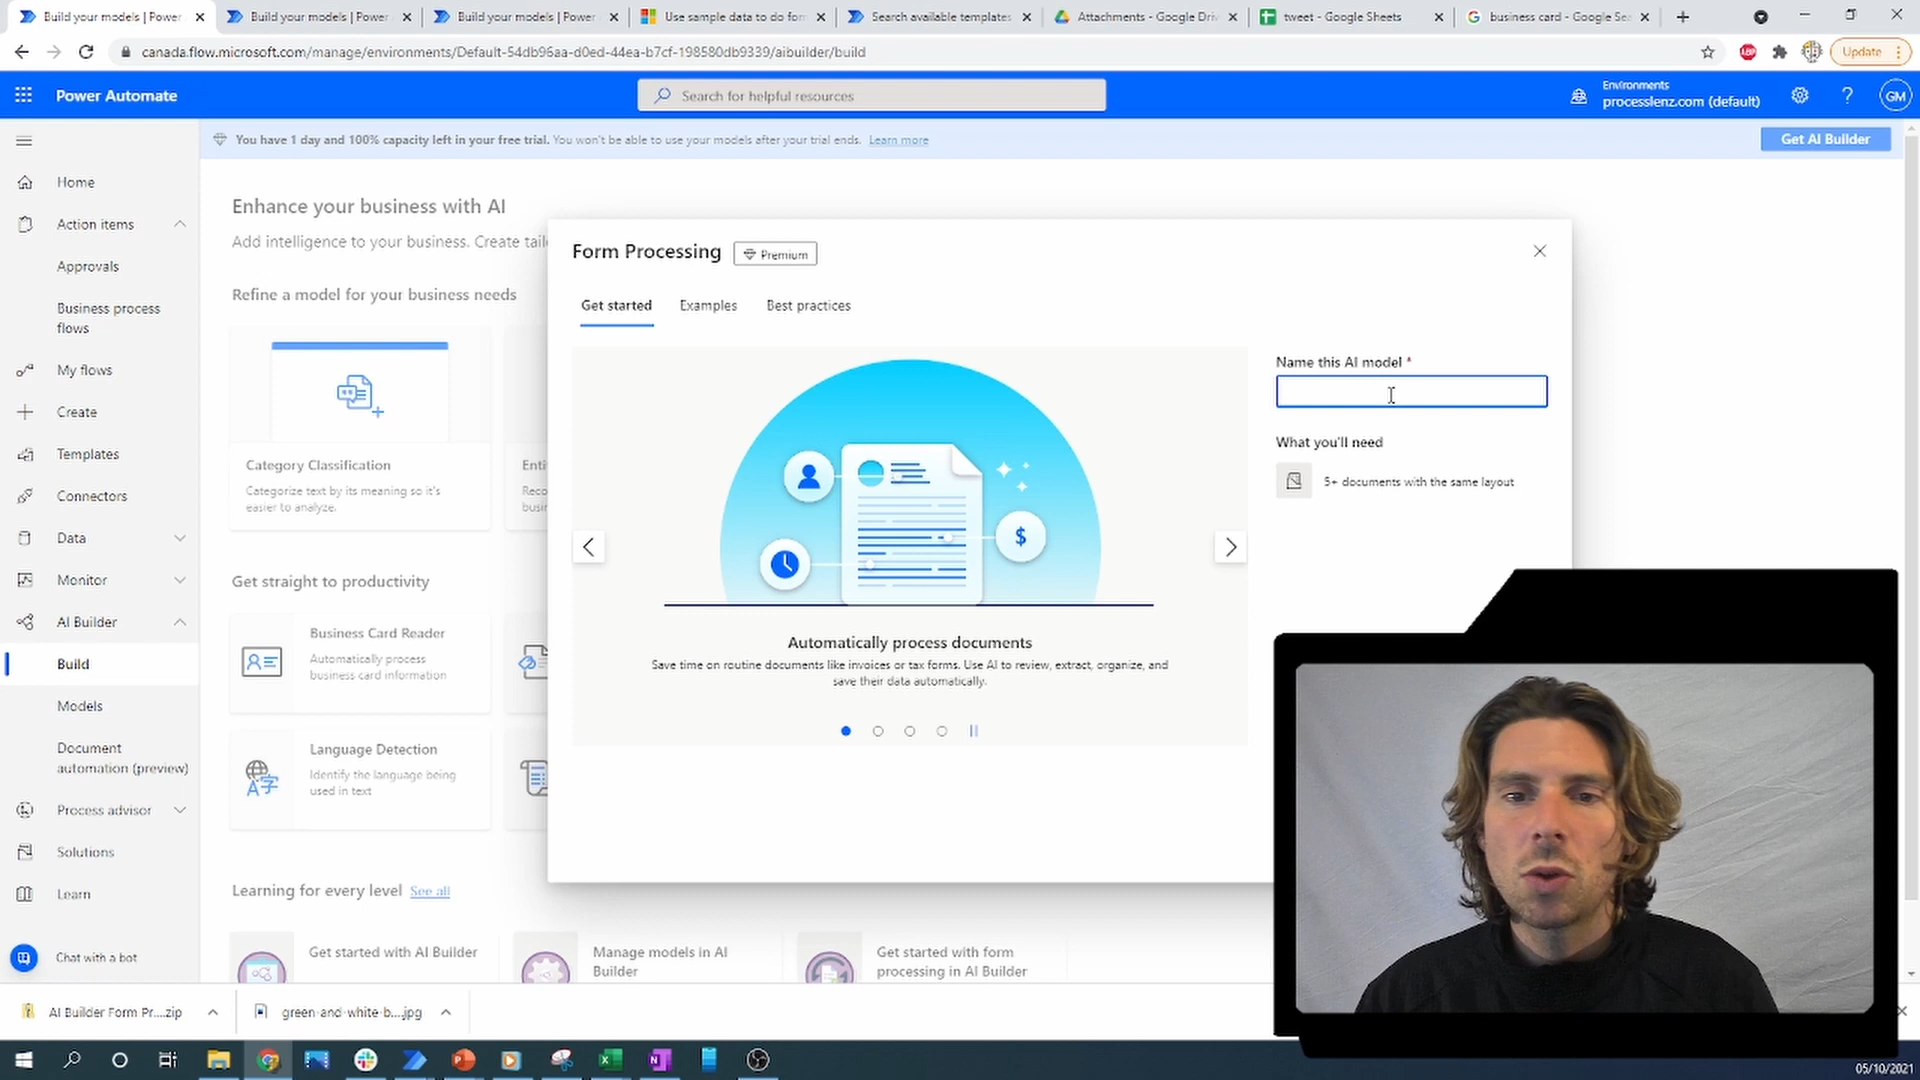 Build your models | Power
Build your models | Power
Build your models | Power
Use sample data to do for
Search available templates
Attachments - Google Dri
tweet - Google Sheets
business card - Google Se
canada.flow.microsoft.com/manage/environments/Default-54db96aa-d0ed-44ea-b7cf-198580db9339/aibuilder/build
Update
Power Automate
Search for helpful resources
Environments
processlenz.com (default)
GM
You have 1 day and 100% capacity left in your free trial. You won't be able to use your models after your trial ends. Learn more
Get AI Builder
Home
Action items
Approvals
Business process
flows
My flows
Create
Templates
Connectors
Data
Monitor
AI Builder
Build
Models
Document
automation (preview)
Process advisor
Solutions
Learn
Chat with a bot
Enhance your business with AI
Add intelligence to your business. Create tail
Refine a model for your business needs
Category Classification
Categorize text by its meaning so it's
easier to analyze.
Enti
Reco
busin
Get straight to productivity
Business Card Reader
Automatically process
business card information
Language Detection
Identify the language being
used in text
Learning for every level See all
Get started with AI Builder
Manage models in AI
Builder
Get started with form
processing in AI Builder
Form Processing
Premium
Get started
Examples
Best practices
$
Automatically process documents
Save time on routine documents like invoices or tax forms. Use AI to review, extract, organize, and
save their data automatically.
Name this AI model *
What you'll need
5+ documents with the same layout
AI Builder Form Pr....zip
green-and-white-b....jpg
05/10/2021